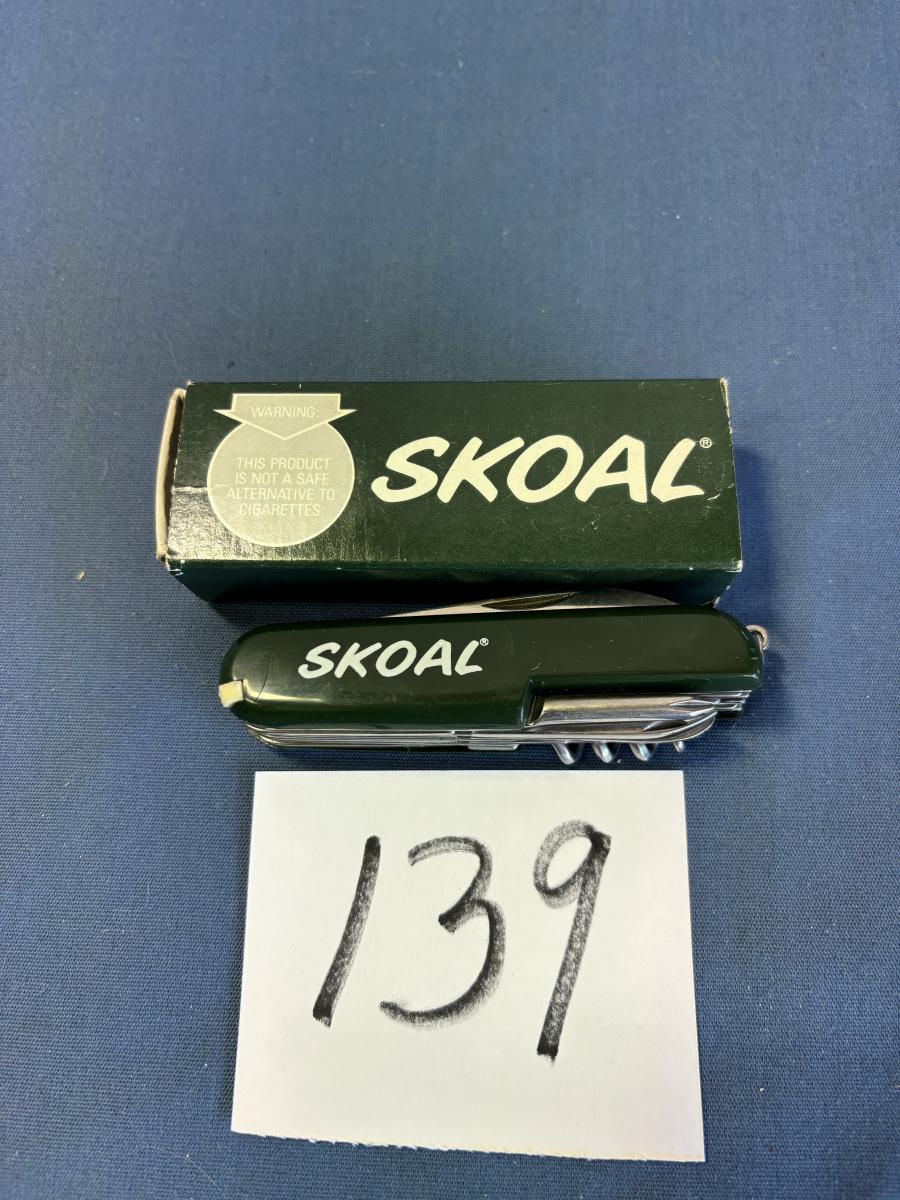 WARNING:
THIS PRODUCT
IS NOT A SAFE
ALTERNATIVE TO
CIGARETTES
SKOAL®
SKOAL®
139